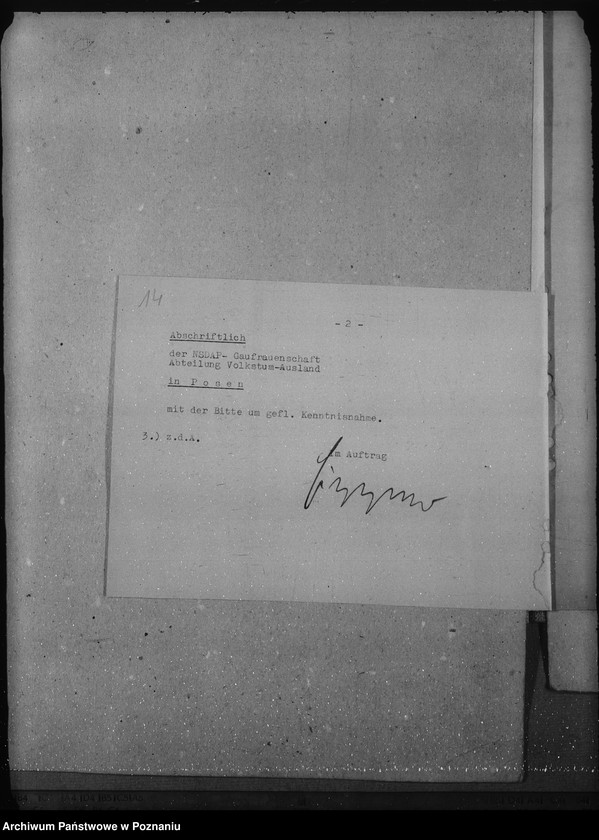 14
- 2 -
Abschriftlich
der NSDAP- Gaufrauenschaft
Abteilung Volkstum-Ausland
in Posen
mit der Bitte um gefl. Kenntnisnahme.
3.) z.d.A.
Im Auftrag
Archiwum Państwowe w Poznaniu